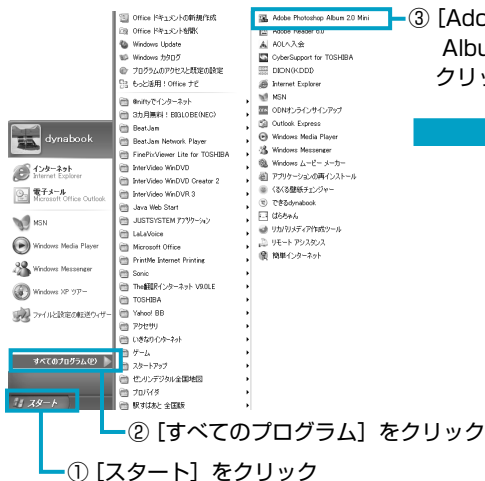 Office ドキュメントの新規作成
Office ドキュメントを開く
Windows Update
Windows カタログ
プログラムのアクセスと既定の設定
もっと活用！Office ナビ
@niftyでインターネット
3カ月無料！BIGLOBE(NEC)
BeatJam
BeatJam Network Player
FinePixViewer Lite for TOSHIBA
InterVideo WinDVD
InterVideo WinDVD Creator 2
InterVideo WinDVR 3
Java Web Start
JUSTSYSTEM アプリケーション
LaLaVoice
Microsoft Office
PrintMe Internet Printing
Sonic
The翻訳インターネット V9.0LE
TOSHIBA
Yahoo! BB
アクセサリ
いきなりインターネット
ゲーム
スタートアップ
ゼンリンデジタル全国地図
プロバイダ
駅すぱあと 全国版
Adobe Photoshop Album 2.0 Mini
Adobe Reader 6.0
AOLへ入会
CyberSupport for TOSHIBA
DION(KDDI)
Internet Explorer
MSN
ODNオンラインサインアップ
Outlook Express
Windows Media Player
Windows Messenger
Windows ムービー メーカー
アプリケーションの再インストール
くるくる壁紙チェンジャー
できるdynabook
はっちゃん
リカバリメディア作成ツール
リモート アシスタンス
簡単インターネット
dynabook
インターネット
Internet Explorer
電子メール
Microsoft Office Outlook
MSN
Windows Media Player
Windows Messenger
Windows XP ツアー
ファイルと設定の転送ウィザー
すべてのプログラム(P)
スタート
③［Ado
Albu
クリッ
②［すべてのプログラム］をクリック
①［スタート］をクリック